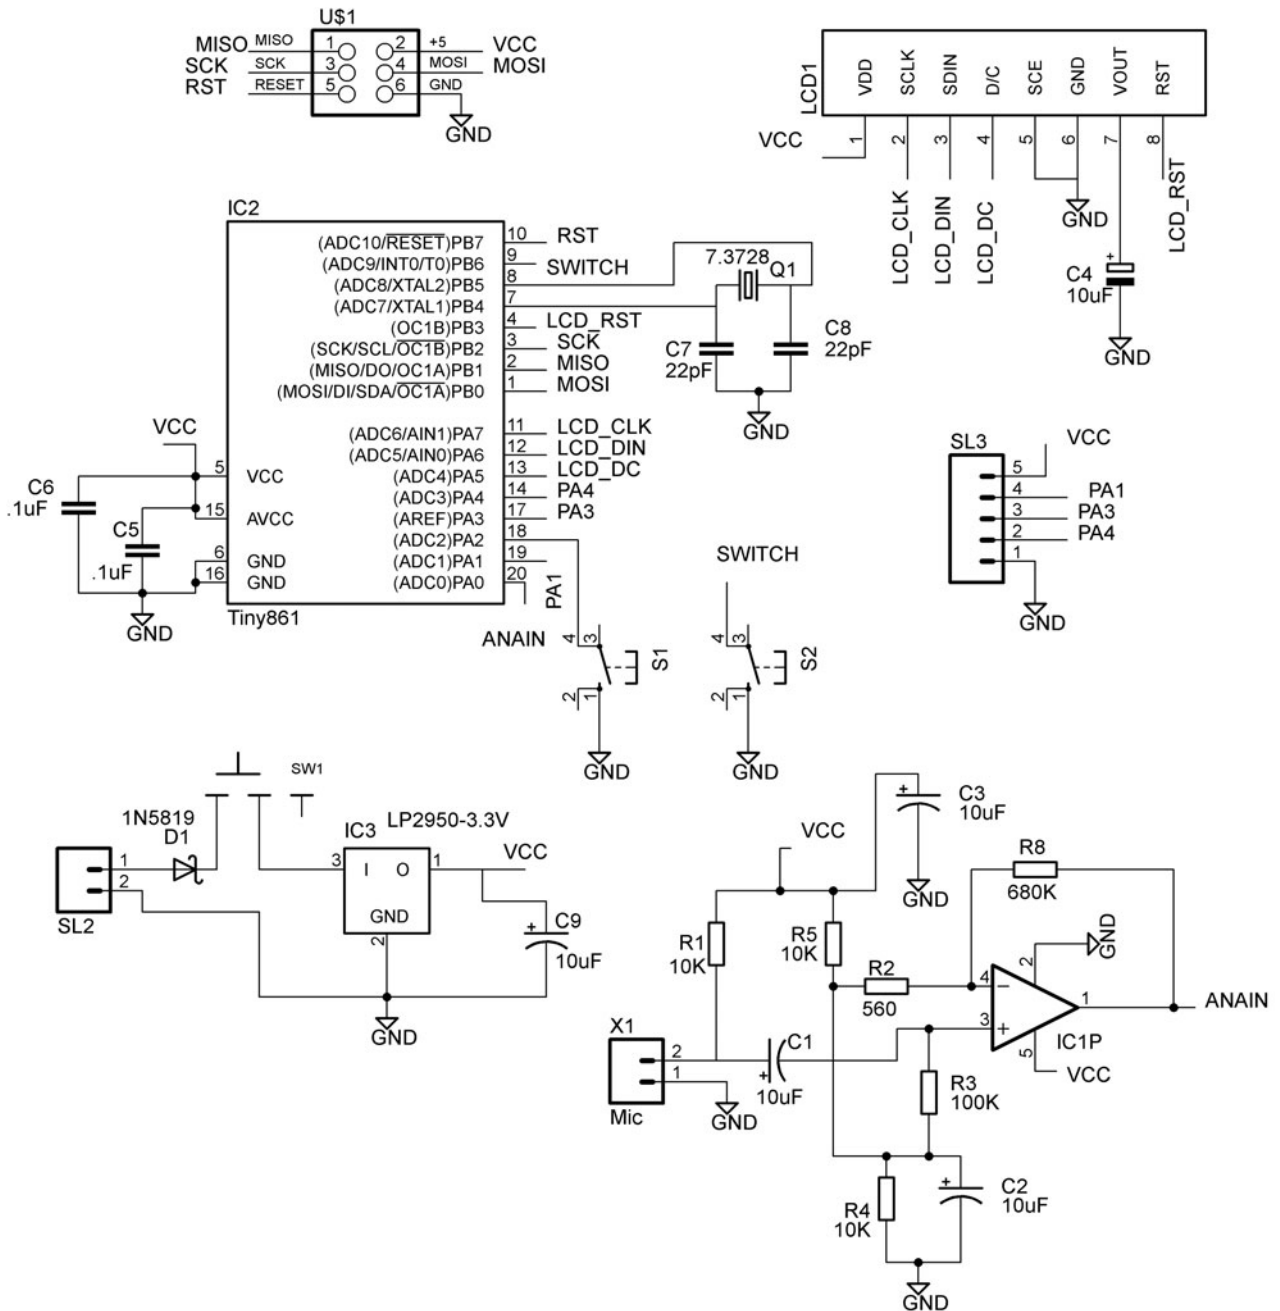 U$1
MISO MISO 1 2 +5 VCC
SCK SCK 3 4 MOSI MOSI
RST RESET 5 6 GND
GND
LCD1
VDD SCLK SDIN D/C SCE GND VOUT RST
1 2 3 4 5 6 7 8
VCC
LCD_CLK LCD_DIN LCD_DC
GND
LCD_RST
+
C4
10uF
GND
IC2
(ADC10/RESET)PB7 10 RST
(ADC9/INT0/T0)PB6 9 SWITCH
(ADC8/XTAL2)PB5 8
(ADC7/XTAL1)PB4 7
(OC1B)PB3 4 LCD_RST
(SCK/SCL/OC1B)PB2 3 SCK
(MISO/DO/OC1A)PB1 2 MISO
(MOSI/DI/SDA/OC1A)PB0 1 MOSI
(ADC6/AIN1)PA7 11 LCD_CLK
(ADC5/AIN0)PA6 12 LCD_DIN
(ADC4)PA5 13 LCD_DC
(ADC3)PA4 14 PA4
(AREF)PA3 17 PA3
(ADC2)PA2 18
(ADC1)PA1 19
(ADC0)PA0 20
PA1
VCC
5 VCC
15 AVCC
6 GND
16 GND
C6
.1uF
C5
.1uF
GND
Tiny861
7.3728
Q1
C7
22pF
C8
22pF
GND
SL3
VCC
5
4 PA1
3 PA3
2 PA4
1
GND
ANAIN
4 3
S1
2 1
GND
SWITCH
4 3
S2
2 1
GND
SW1
1N5819
D1
SL2
1
2
IC3
LP2950-3.3V
3 I O 1
GND
2
VCC
+
C9
10uF
GND
VCC
+
C3
10uF
GND
R1
10K
R5
10K
R2
560
R8
680K
GND
2
4 −
3 +
1
ANAIN
IC1P
5
VCC
X1
2
1
Mic
GND
C1
+
10uF
R3
100K
R4
10K
+
C2
10uF
GND